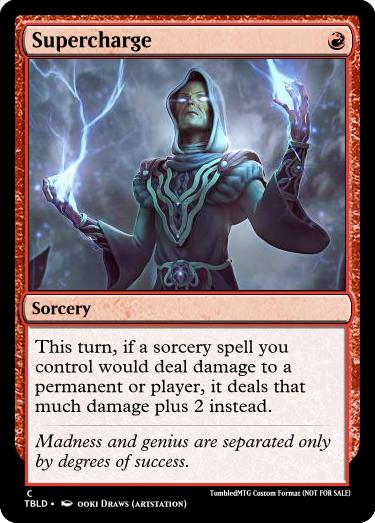 Supercharge
Sorcery
This turn, if a sorcery spell you
control would deal damage to a
permanent or player, it deals that
much damage plus 2 instead.
Madness and genius are separated only
by degrees of success.
C
TBLD • OOKI DRAWS (ARTSTATION)
TumbledMTG Custom Format (NOT FOR SALE)